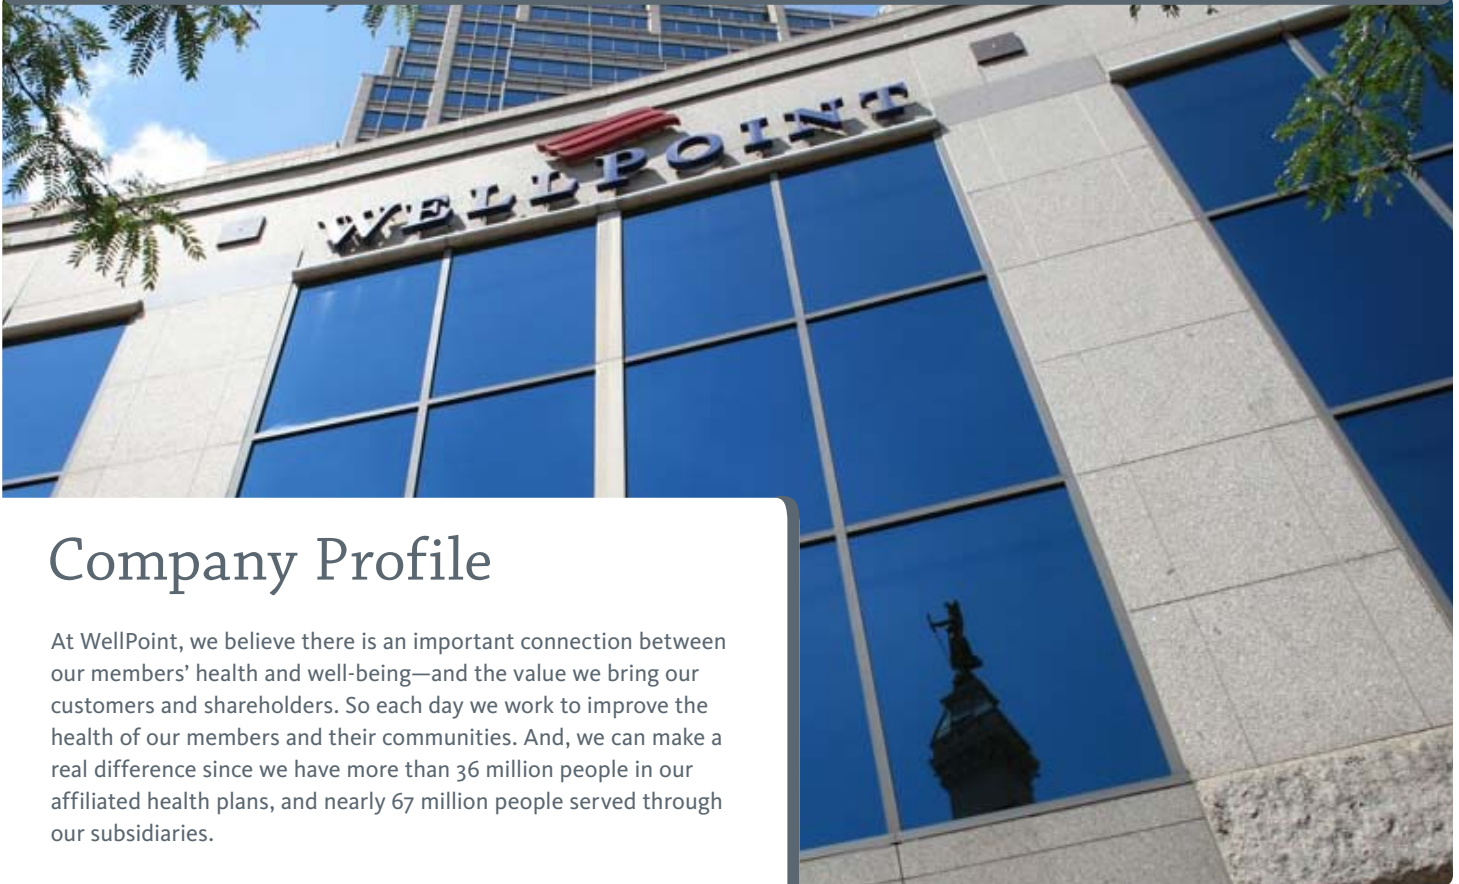 WELLPOINT
Company Profile
At WellPoint, we believe there is an important connection between
our members’ health and well-being—and the value we bring our
customers and shareholders. So each day we work to improve the
health of our members and their communities. And, we can make a
real difference since we have more than 36 million people in our
affiliated health plans, and nearly 67 million people served through
our subsidiaries.